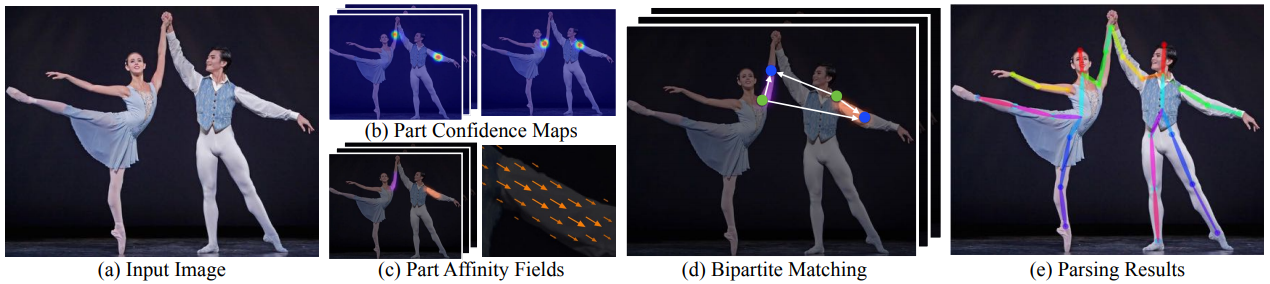 (a) Input Image
(b) Part Confidence Maps
(c) Part Affinity Fields
(d) Bipartite Matching
(e) Parsing Results